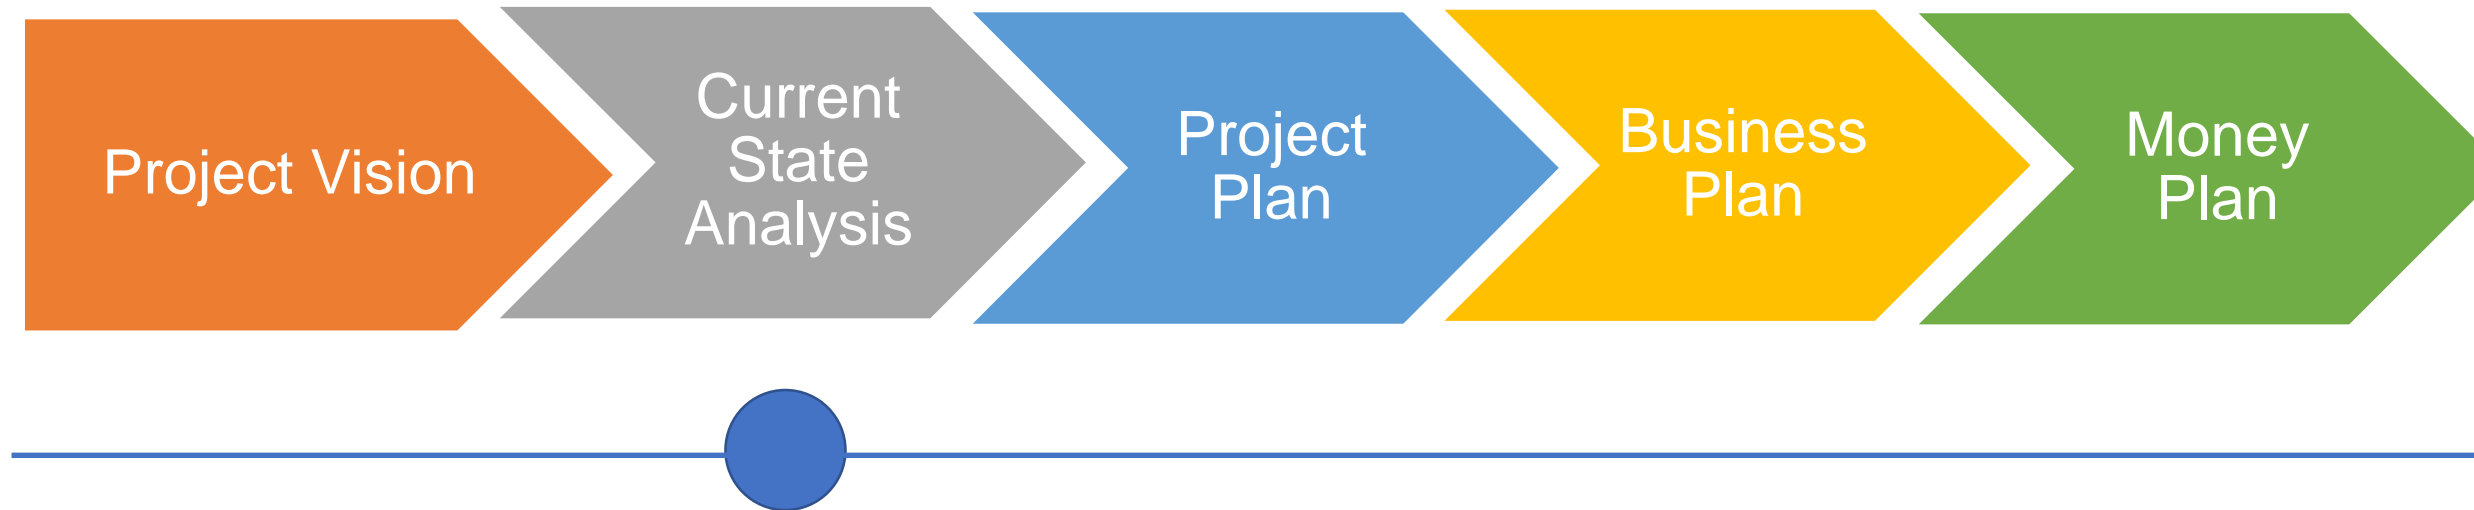 Project Vision
Current
State
Analysis
Project
Plan
Business
Plan
Money
Plan